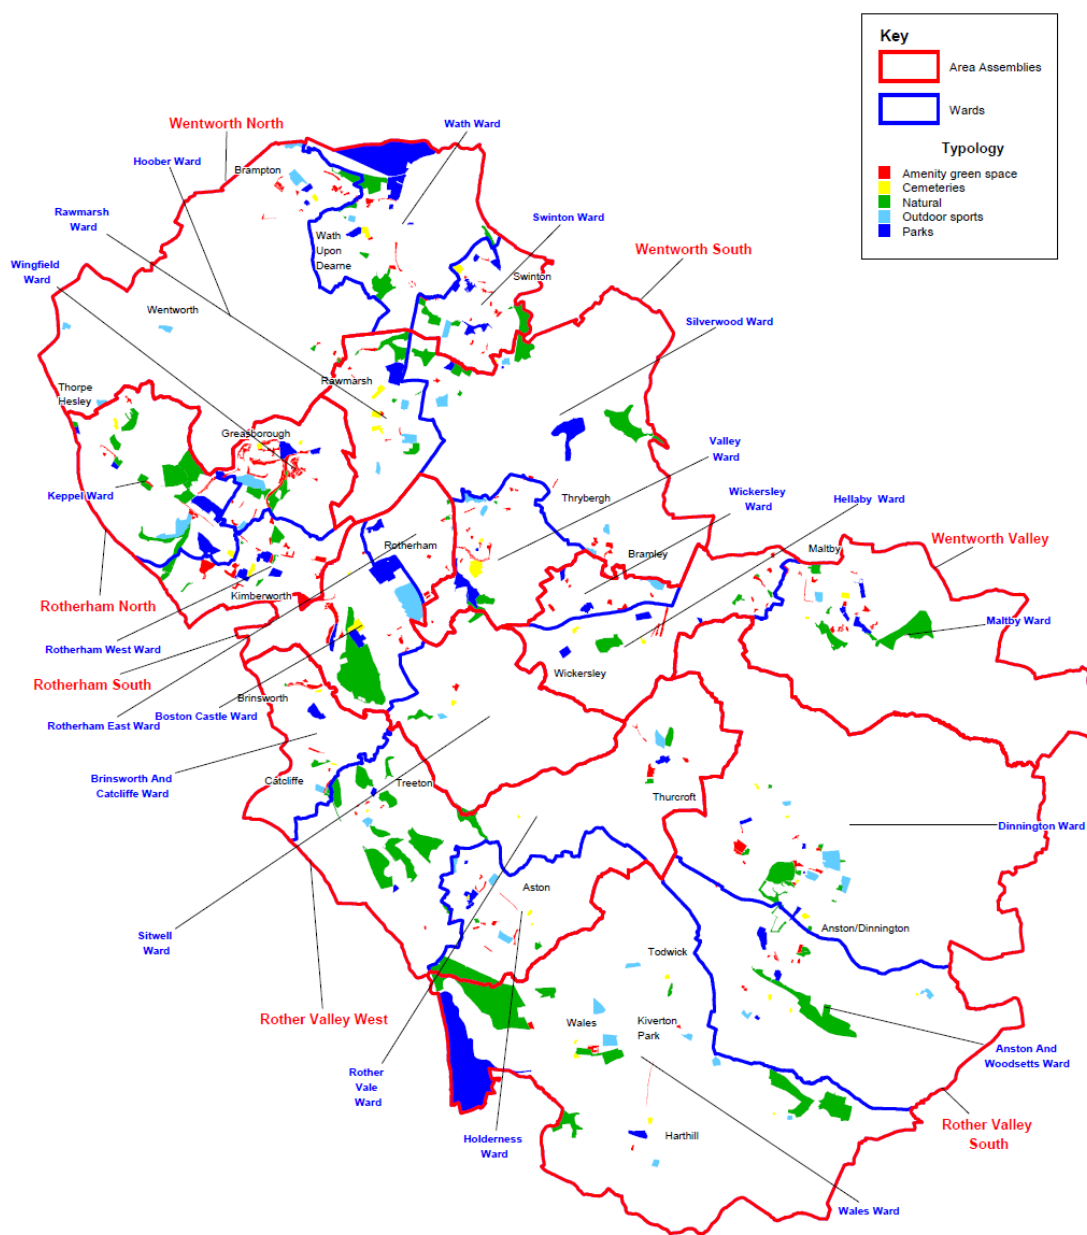 Key
Area Assemblies
Wards
Typology
Amenity green space
Cemeteries
Natural
Outdoor sports
Parks
Wentworth North
Wath Ward
Hoober Ward
Brampton
Rawmarsh
Ward
Swinton Ward
Wath
Upon
Dearne
Wentworth South
Wingfield
Ward
Swinton
Wentworth
Silverwood Ward
Rawmarsh
Thorpe
Hesley
Greasborough
Valley
Ward
Keppel Ward
Wickersley
Ward
Hellaby Ward
Thrybergh
Rotherham
Bramley
Maltby
Wentworth Valley
Rotherham North
Kimberworth
Maltby Ward
Rotherham West Ward
Wickersley
Rotherham South
Brinsworth
Boston Castle Ward
Rotherham East Ward
Brinsworth And
Catcliffe Ward
Catcliffe
Treeton
Thurcroft
Dinnington Ward
Aston
Sitwell
Ward
Anston/Dinnington
Todwick
Rother Valley West
Wales
Kiverton
Park
Anston And
Woodsetts Ward
Rother
Vale
Ward
Holderness
Ward
Harthill
Rother Valley
South
Wales Ward